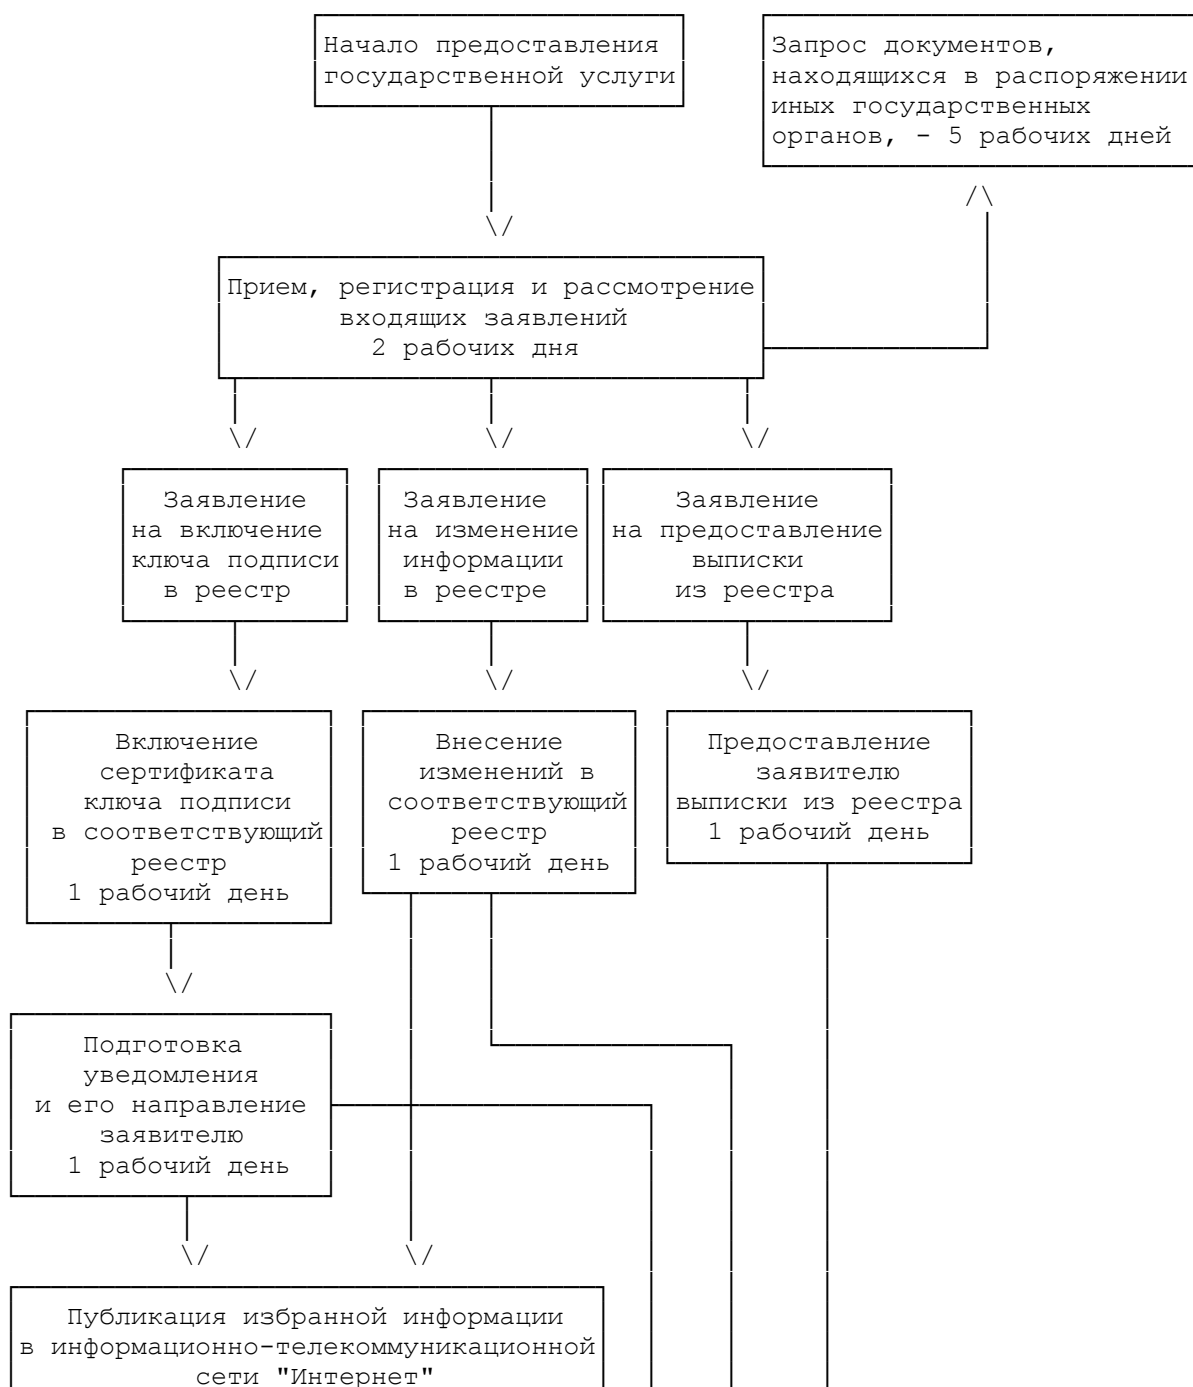 Начало предоставления
государственной услуги
Запрос документов,
находящихся в распоряжении
иных государственных
органов, - 5 рабочих дней
Прием, регистрация и рассмотрение
входящих заявлений
2 рабочих дня
Заявление
на включение
ключа подписи
в реестр
Заявление
на изменение
информации
в реестре
Заявление
на предоставление
выписки
из реестра
Включение
сертификата
ключа подписи
в соответствующий
реестр
1 рабочий день
Внесение
изменений в
соответствующий
реестр
1 рабочий день
Предоставление
заявителю
выписки из реестра
1 рабочий день
Подготовка
уведомления
и его направление
заявителю
1 рабочий день
Публикация избранной информации
в информационно-телекоммуникационной
сети "Интернет"